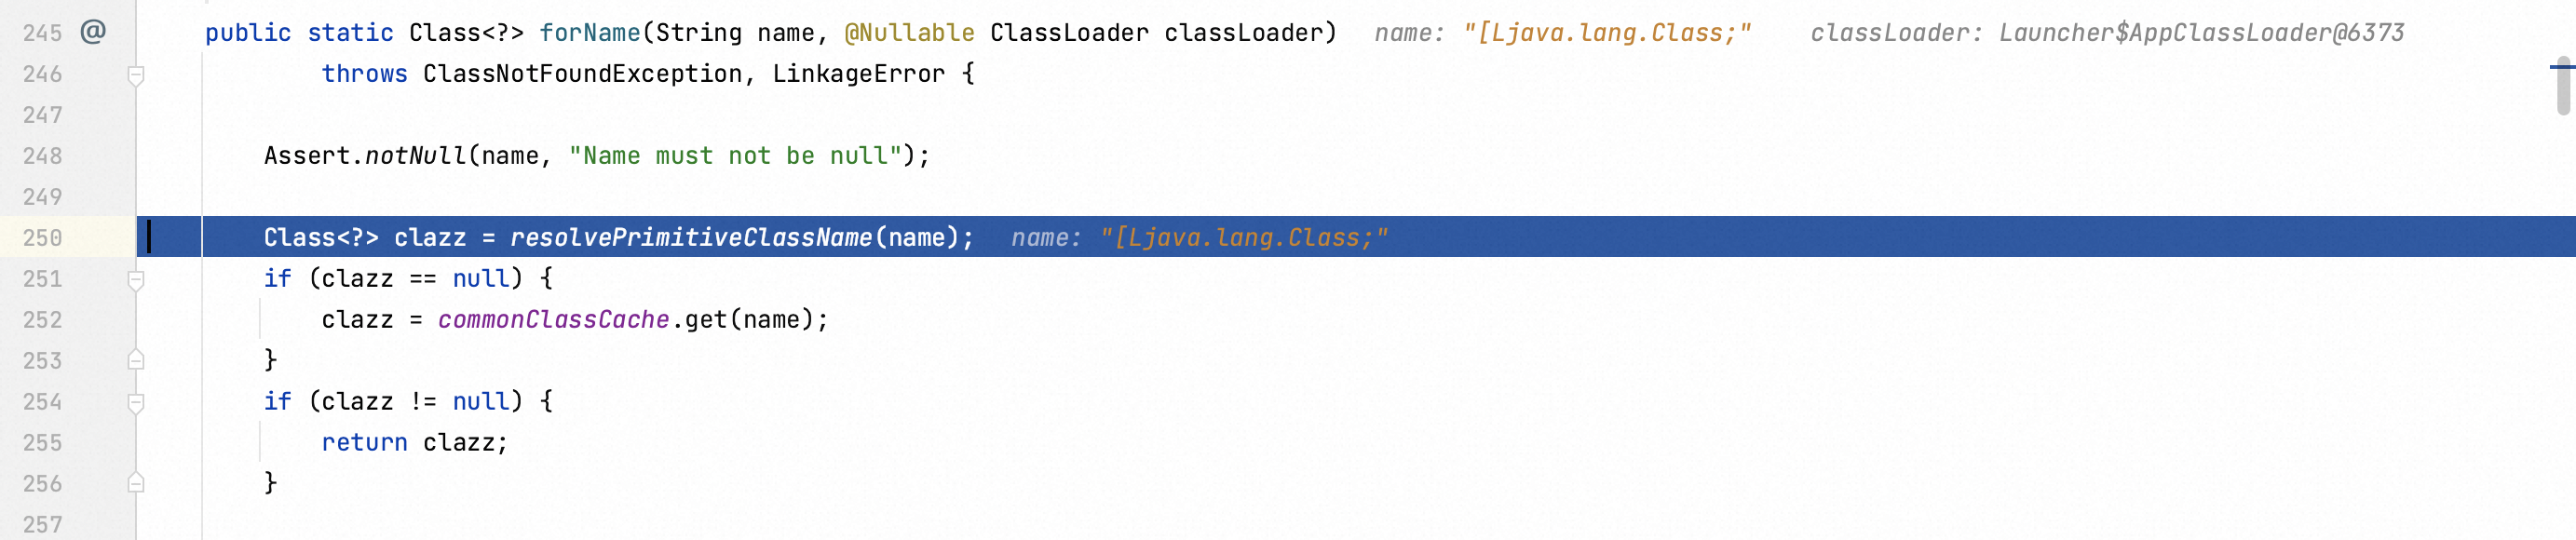 245 @ public static Class<?> forName(String name, @Nullable ClassLoader classLoader) name: "[Ljava.lang.Class;" classLoader: Launcher$AppClassLoader@6373
246 throws ClassNotFoundException, LinkageError {
247
248 Assert.notNull(name, "Name must not be null");
249
250 Class<?> clazz = resolvePrimitiveClassName(name); name: "[Ljava.lang.Class;"
251 if (clazz == null) {
252 clazz = commonClassCache.get(name);
253 }
254 if (clazz != null) {
255 return clazz;
256 }
257